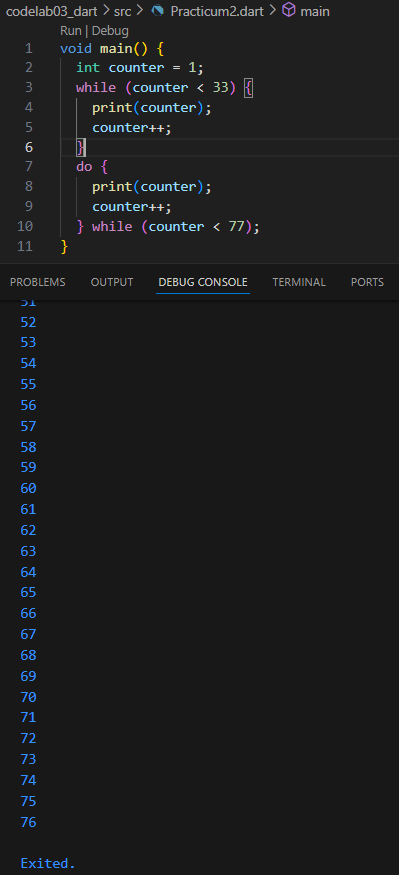 codelab03_dart > src > Practicum2.dart > main
Run | Debug
1 void main() {
2   int counter = 1;
3   while (counter < 33) {
4     print(counter);
5     counter++;
6   }
7   do {
8     print(counter);
9     counter++;
10   } while (counter < 77);
11 }
PROBLEMS OUTPUT DEBUG CONSOLE TERMINAL PORTS
51
52
53
54
55
56
57
58
59
60
61
62
63
64
65
66
67
68
69
70
71
72
73
74
75
76
Exited.